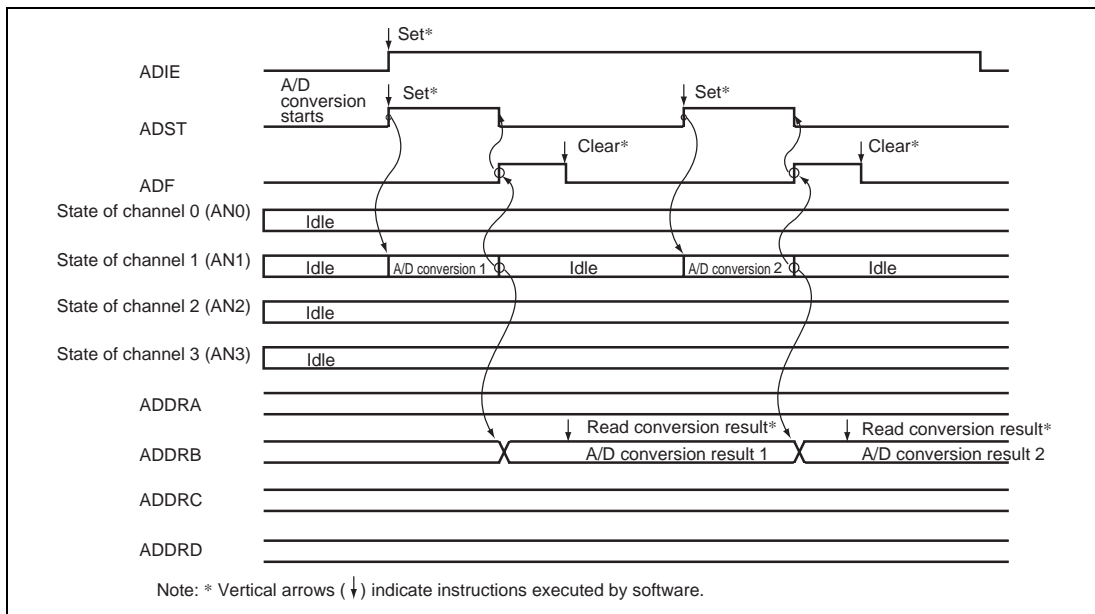 Set*
ADIE
A/D
conversion
starts
Set*
Set*
ADST
Clear*
Clear*
ADF
State of channel 0 (AN0)
Idle
State of channel 1 (AN1)
Idle
A/D conversion 1
Idle
A/D conversion 2
Idle
State of channel 2 (AN2)
Idle
State of channel 3 (AN3)
Idle
ADDRA
Read conversion result*
Read conversion result*
ADDRB
A/D conversion result 1
A/D conversion result 2
ADDRC
ADDRD
Note: * Vertical arrows (↓) indicate instructions executed by software.